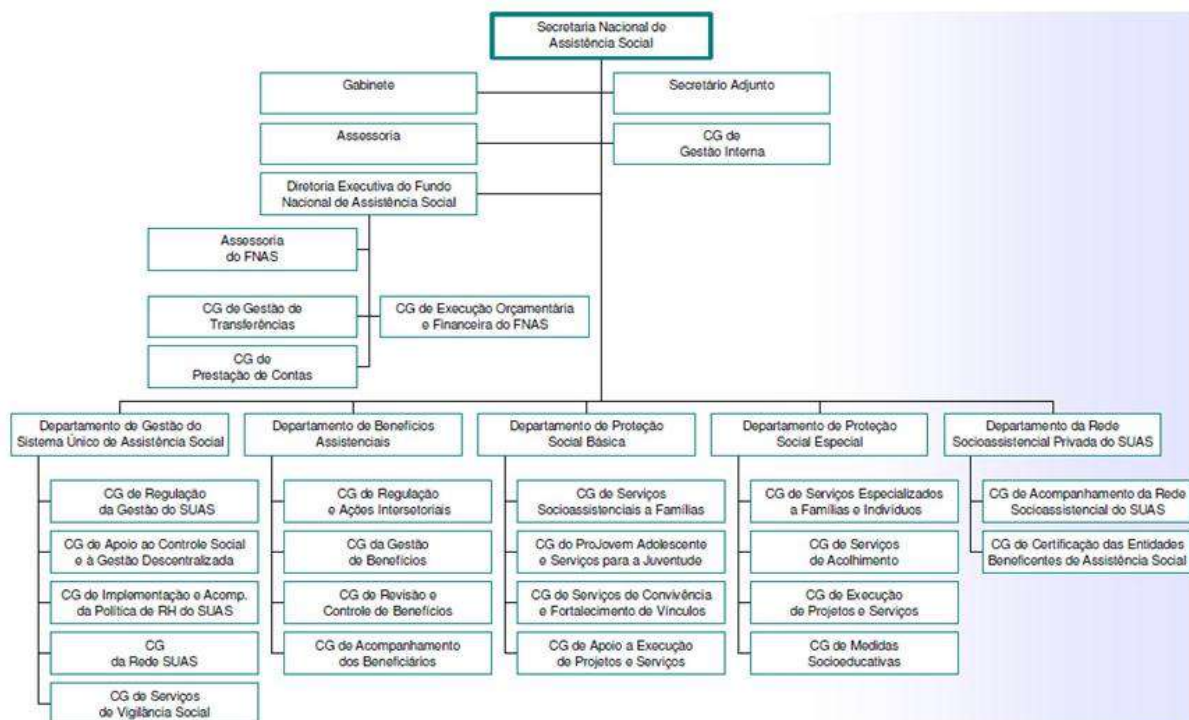 Secretaria Nacional de
Assistência Social
Gabinete
Secretário Adjunto
Assessoria
CG de
Gestão Interna
Diretoria Executiva do Fundo
Nacional de Assistência Social
Assessoria
do FNAS
CG de Gestão de
Transferências
CG de Execução Orçamentária
e Financeira do FNAS
CG de
Prestação de Contas
Departamento de Gestão do
Sistema Único de Assistência Social
Departamento de Benefícios
Assistenciais
Departamento de Proteção
Social Básica
Departamento de Proteção
Social Especial
Departamento da Rede
Socioassistencial Privada do SUAS
CG de Regulação
da Gestão do SUAS
CG de Regulação
e Ações Intersetoriais
CG de Serviços
Socioassistenciais a Famílias
CG de Serviços Especializados
a Famílias e Indivíduos
CG de Acompanhamento da Rede
Socioassistencial do SUAS
CG de Apoio ao Controle Social
e à Gestão Descentralizada
CG da Gestão
de Benefícios
CG do ProJovem Adolescente
e Serviços para a Juventude
CG de Serviços
de Acolhimento
CG de Certificação das Entidades
Beneficentes de Assistência Social
CG de Implementação e Acomp.
da Política de RH do SUAS
CG de Revisão e
Controle de Benefícios
CG de Serviços de Convivência
e Fortalecimento de Vínculos
CG de Execução
de Projetos e Serviços
CG
da Rede SUAS
CG de Acompanhamento
dos Beneficiários
CG de Apoio a Execução
de Projetos e Serviços
CG de Medidas
Socioeducativas
CG de Serviços
de Vigilância Social